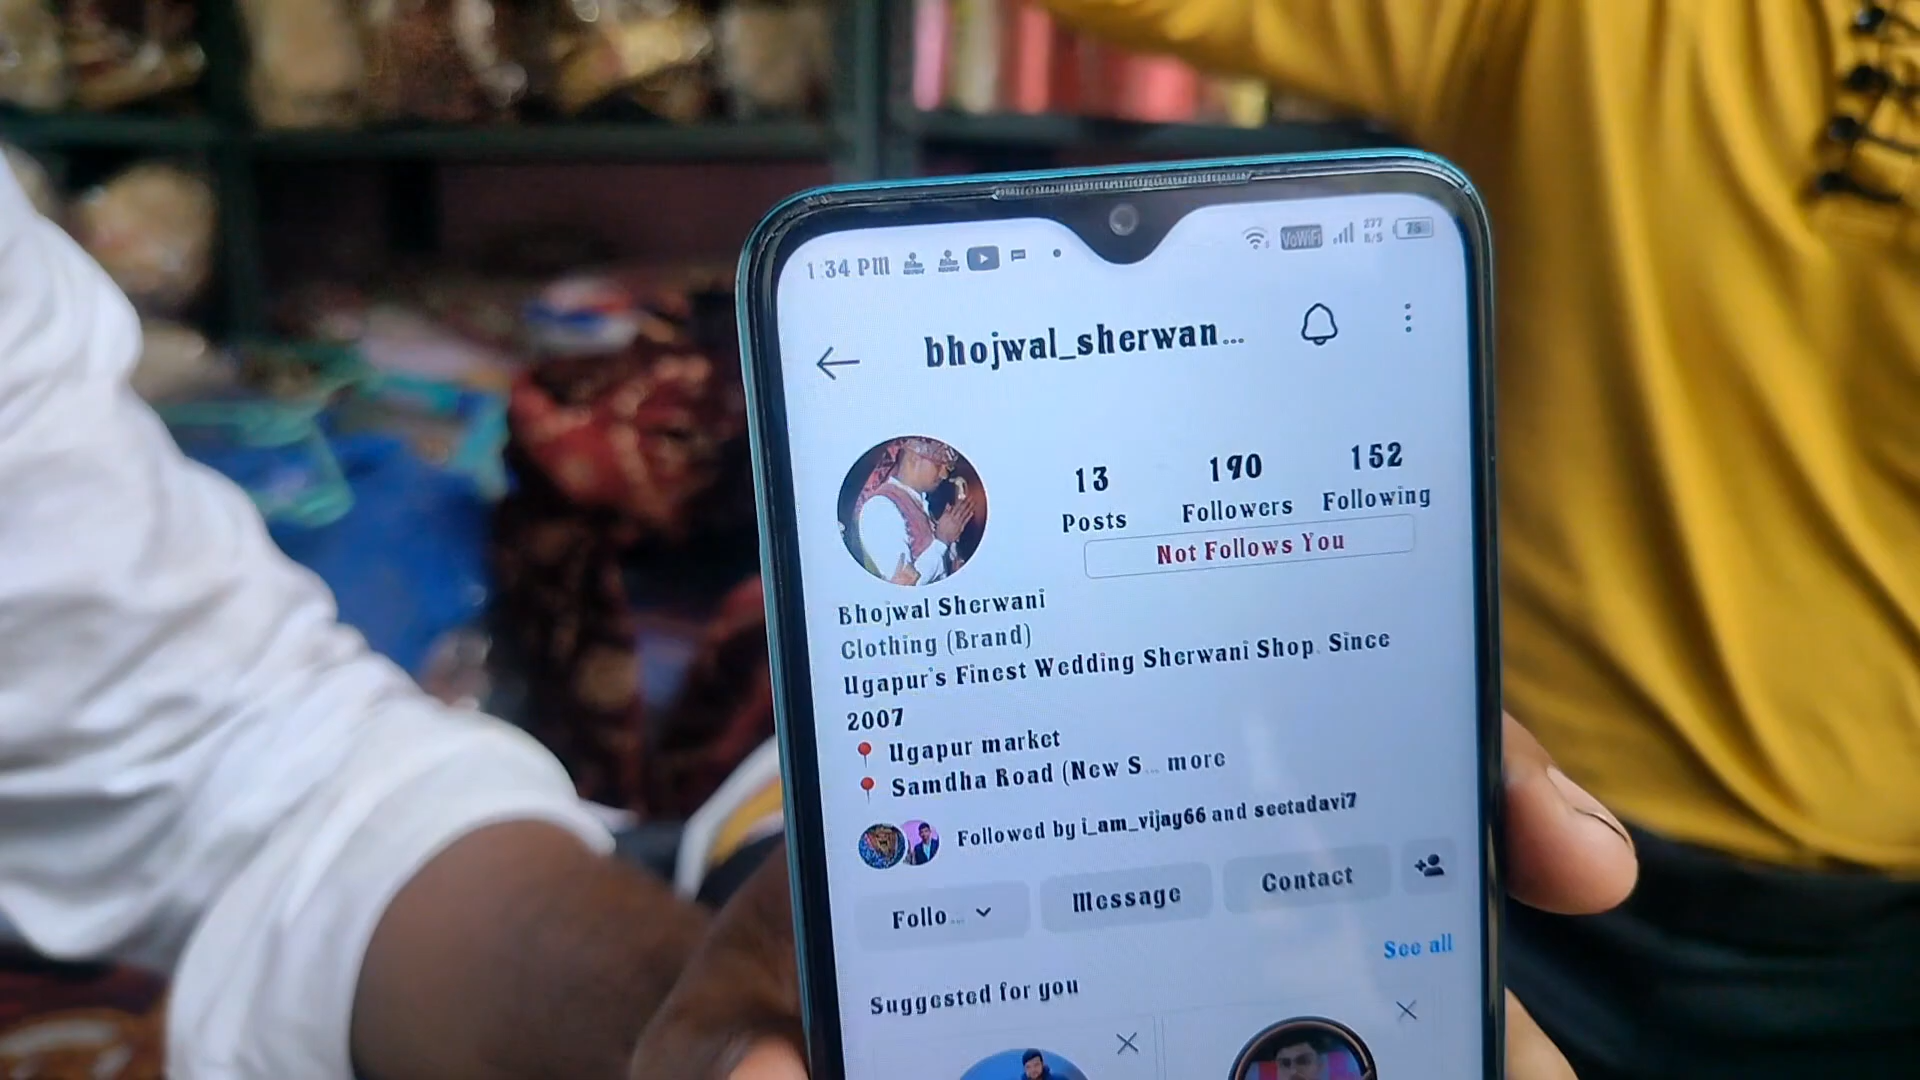 1:34 PM
VoWiFi
277
B/S
75
bhojwal_sherwan...
13
190
152
Posts
Followers
Following
Not Follows You
Bhojwal Sherwani
Clothing (Brand)
Ugapur's Finest Wedding Sherwani Shop. Since
2007
📍 Ugapur market
📍 Samdha Road (New S... more
Followed by i_am_vijay66 and seetadavi7
Follo...
Message
Contact
See all
Suggested for you